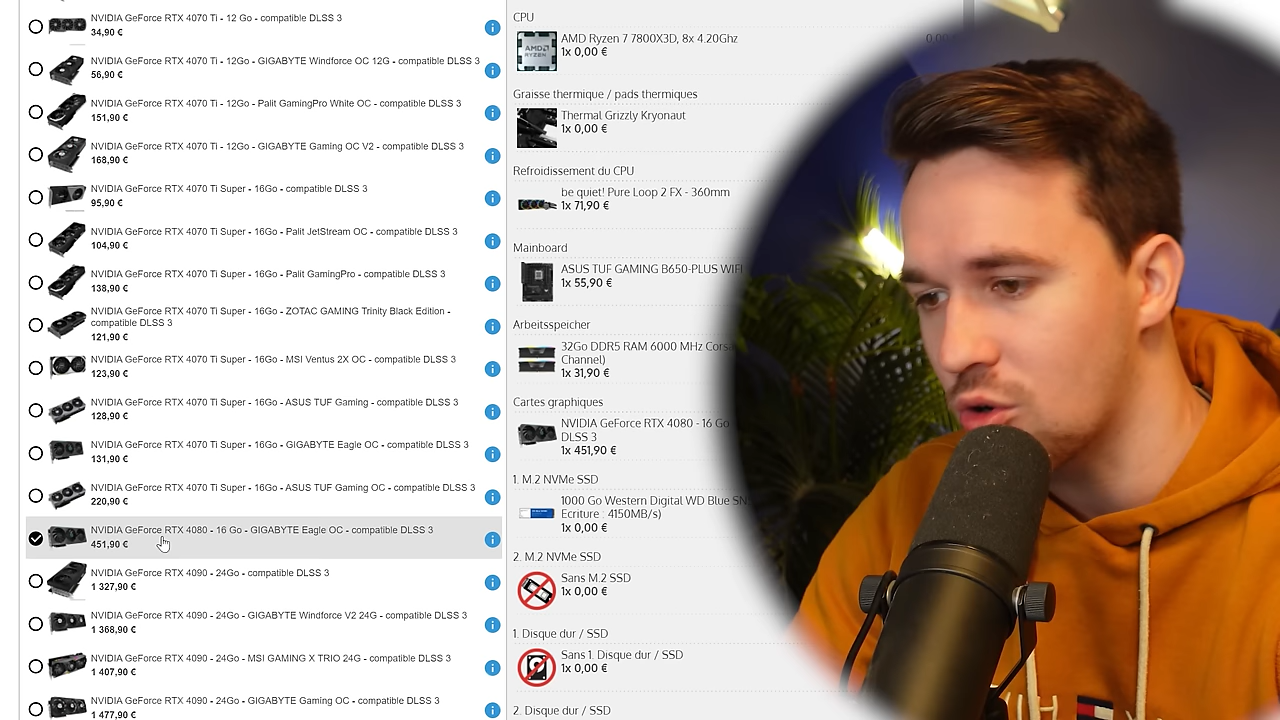 NVIDIA GeForce RTX 4070 Ti - 12 Go - compatible DLSS 3
34,90 €
NVIDIA GeForce RTX 4070 Ti - 12Go - GIGABYTE Windforce OC 12G - compatible DLSS 3
56,90 €
NVIDIA GeForce RTX 4070 Ti - 12Go - Palit GamingPro White OC - compatible DLSS 3
151,90 €
NVIDIA GeForce RTX 4070 Ti - 12Go - GIGABYTE Gaming OC V2 - compatible DLSS 3
168,90 €
NVIDIA GeForce RTX 4070 Ti Super - 16Go - compatible DLSS 3
95,90 €
NVIDIA GeForce RTX 4070 Ti Super - 16Go - Palit JetStream OC - compatible DLSS 3
104,90 €
NVIDIA GeForce RTX 4070 Ti Super - 16Go - Palit GamingPro - compatible DLSS 3
138,90 €
NVIDIA GeForce RTX 4070 Ti Super - 16Go - ZOTAC GAMING Trinity Black Edition -
compatible DLSS 3
121,90 €
NVIDIA GeForce RTX 4070 Ti Super - 16Go - MSI Ventus 2X OC - compatible DLSS 3
123,90 €
NVIDIA GeForce RTX 4070 Ti Super - 16Go - ASUS TUF Gaming - compatible DLSS 3
128,90 €
NVIDIA GeForce RTX 4070 Ti Super - 16Go - GIGABYTE Eagle OC - compatible DLSS 3
131,90 €
NVIDIA GeForce RTX 4070 Ti Super - 16Go - ASUS TUF Gaming OC - compatible DLSS 3
220,90 €
NVIDIA GeForce RTX 4080 - 16 Go - GIGABYTE Eagle OC - compatible DLSS 3
451,90 €
NVIDIA GeForce RTX 4090 - 24Go - compatible DLSS 3
1 327,90 €
NVIDIA GeForce RTX 4090 - 24Go - GIGABYTE Windforce V2 24G - compatible DLSS 3
1 368,90 €
NVIDIA GeForce RTX 4090 - 24Go - MSI GAMING X TRIO 24G - compatible DLSS 3
1 407,90 €
NVIDIA GeForce RTX 4090 - 24Go - GIGABYTE Gaming OC - compatible DLSS 3
1 477,90 €
CPU
AMD Ryzen 7 7800X3D, 8x 4.20Ghz
1x 0,00 €
Graisse thermique / pads thermiques
Thermal Grizzly Kryonaut
1x 0,00 €
Refroidissement du CPU
be quiet! Pure Loop 2 FX - 360mm
1x 71,90 €
Mainboard
ASUS TUF GAMING B650-PLUS WIFI
1x 55,90 €
Arbeitsspeicher
32Go DDR5 RAM 6000 MHz Cors
Channel)
1x 31,90 €
Cartes graphiques
NVIDIA GeForce RTX 4080 - 16 Go
DLSS 3
1x 451,90 €
1. M.2 NVMe SSD
1000 Go Western Digital WD Blue SN
Ecriture : 4150MB/s)
1x 0,00 €
2. M.2 NVMe SSD
Sans M.2 SSD
1x 0,00 €
1. Disque dur / SSD
Sans 1. Disque dur / SSD
1x 0,00 €
2. Disque dur / SSD